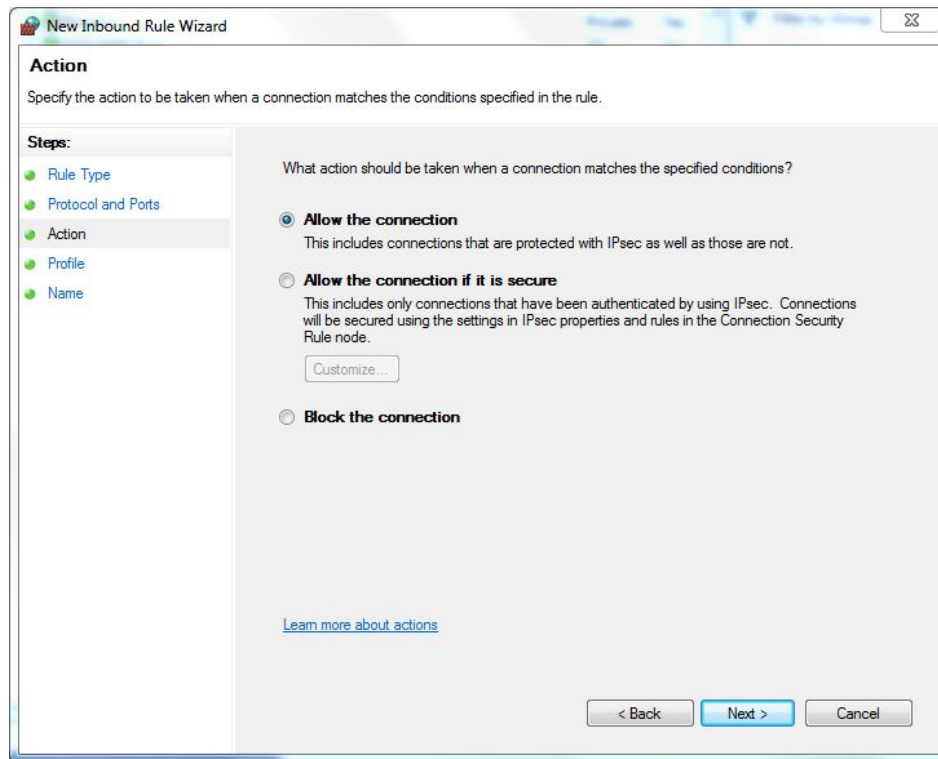 New Inbound Rule Wizard
Action
Specify the action to be taken when a connection matches the conditions specified in the rule.
Steps:
Rule Type
Protocol and Ports
Action
Profile
Name
What action should be taken when a connection matches the specified conditions?
Allow the connection
This includes connections that are protected with IPsec as well as those are not.
Allow the connection if it is secure
This includes only connections that have been authenticated by using IPsec. Connections
will be secured using the settings in IPsec properties and rules in the Connection Security
Rule node.
Customize...
Block the connection
Learn more about actions
< Back
Next >
Cancel